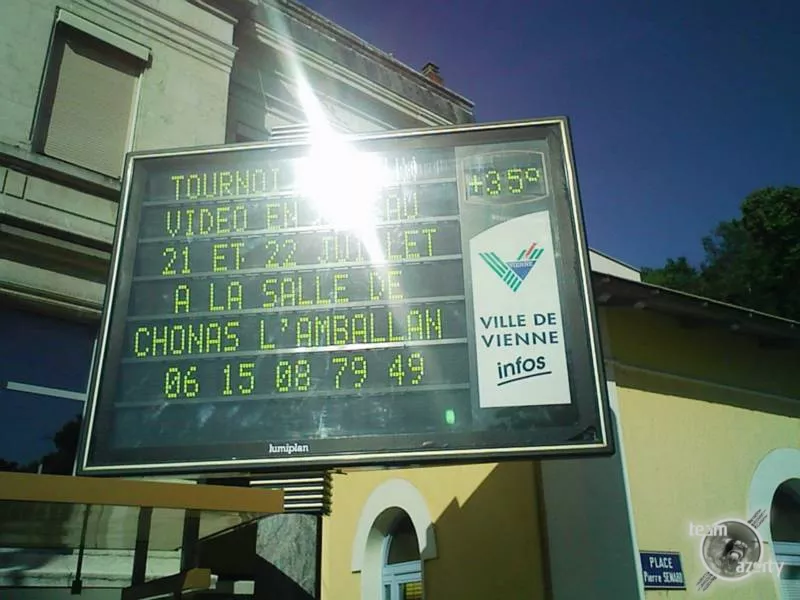 TOURNOI
VIDEO EN
21 ET 22 JUILLET
A LA SALLE DE
CHONAS L'AMBALLAN
06 15 08 79 49
+35°
VIENNE
VILLE DE
VIENNE
infos
lumiplan
PLACE
Pierre SEMARD
team
azerty